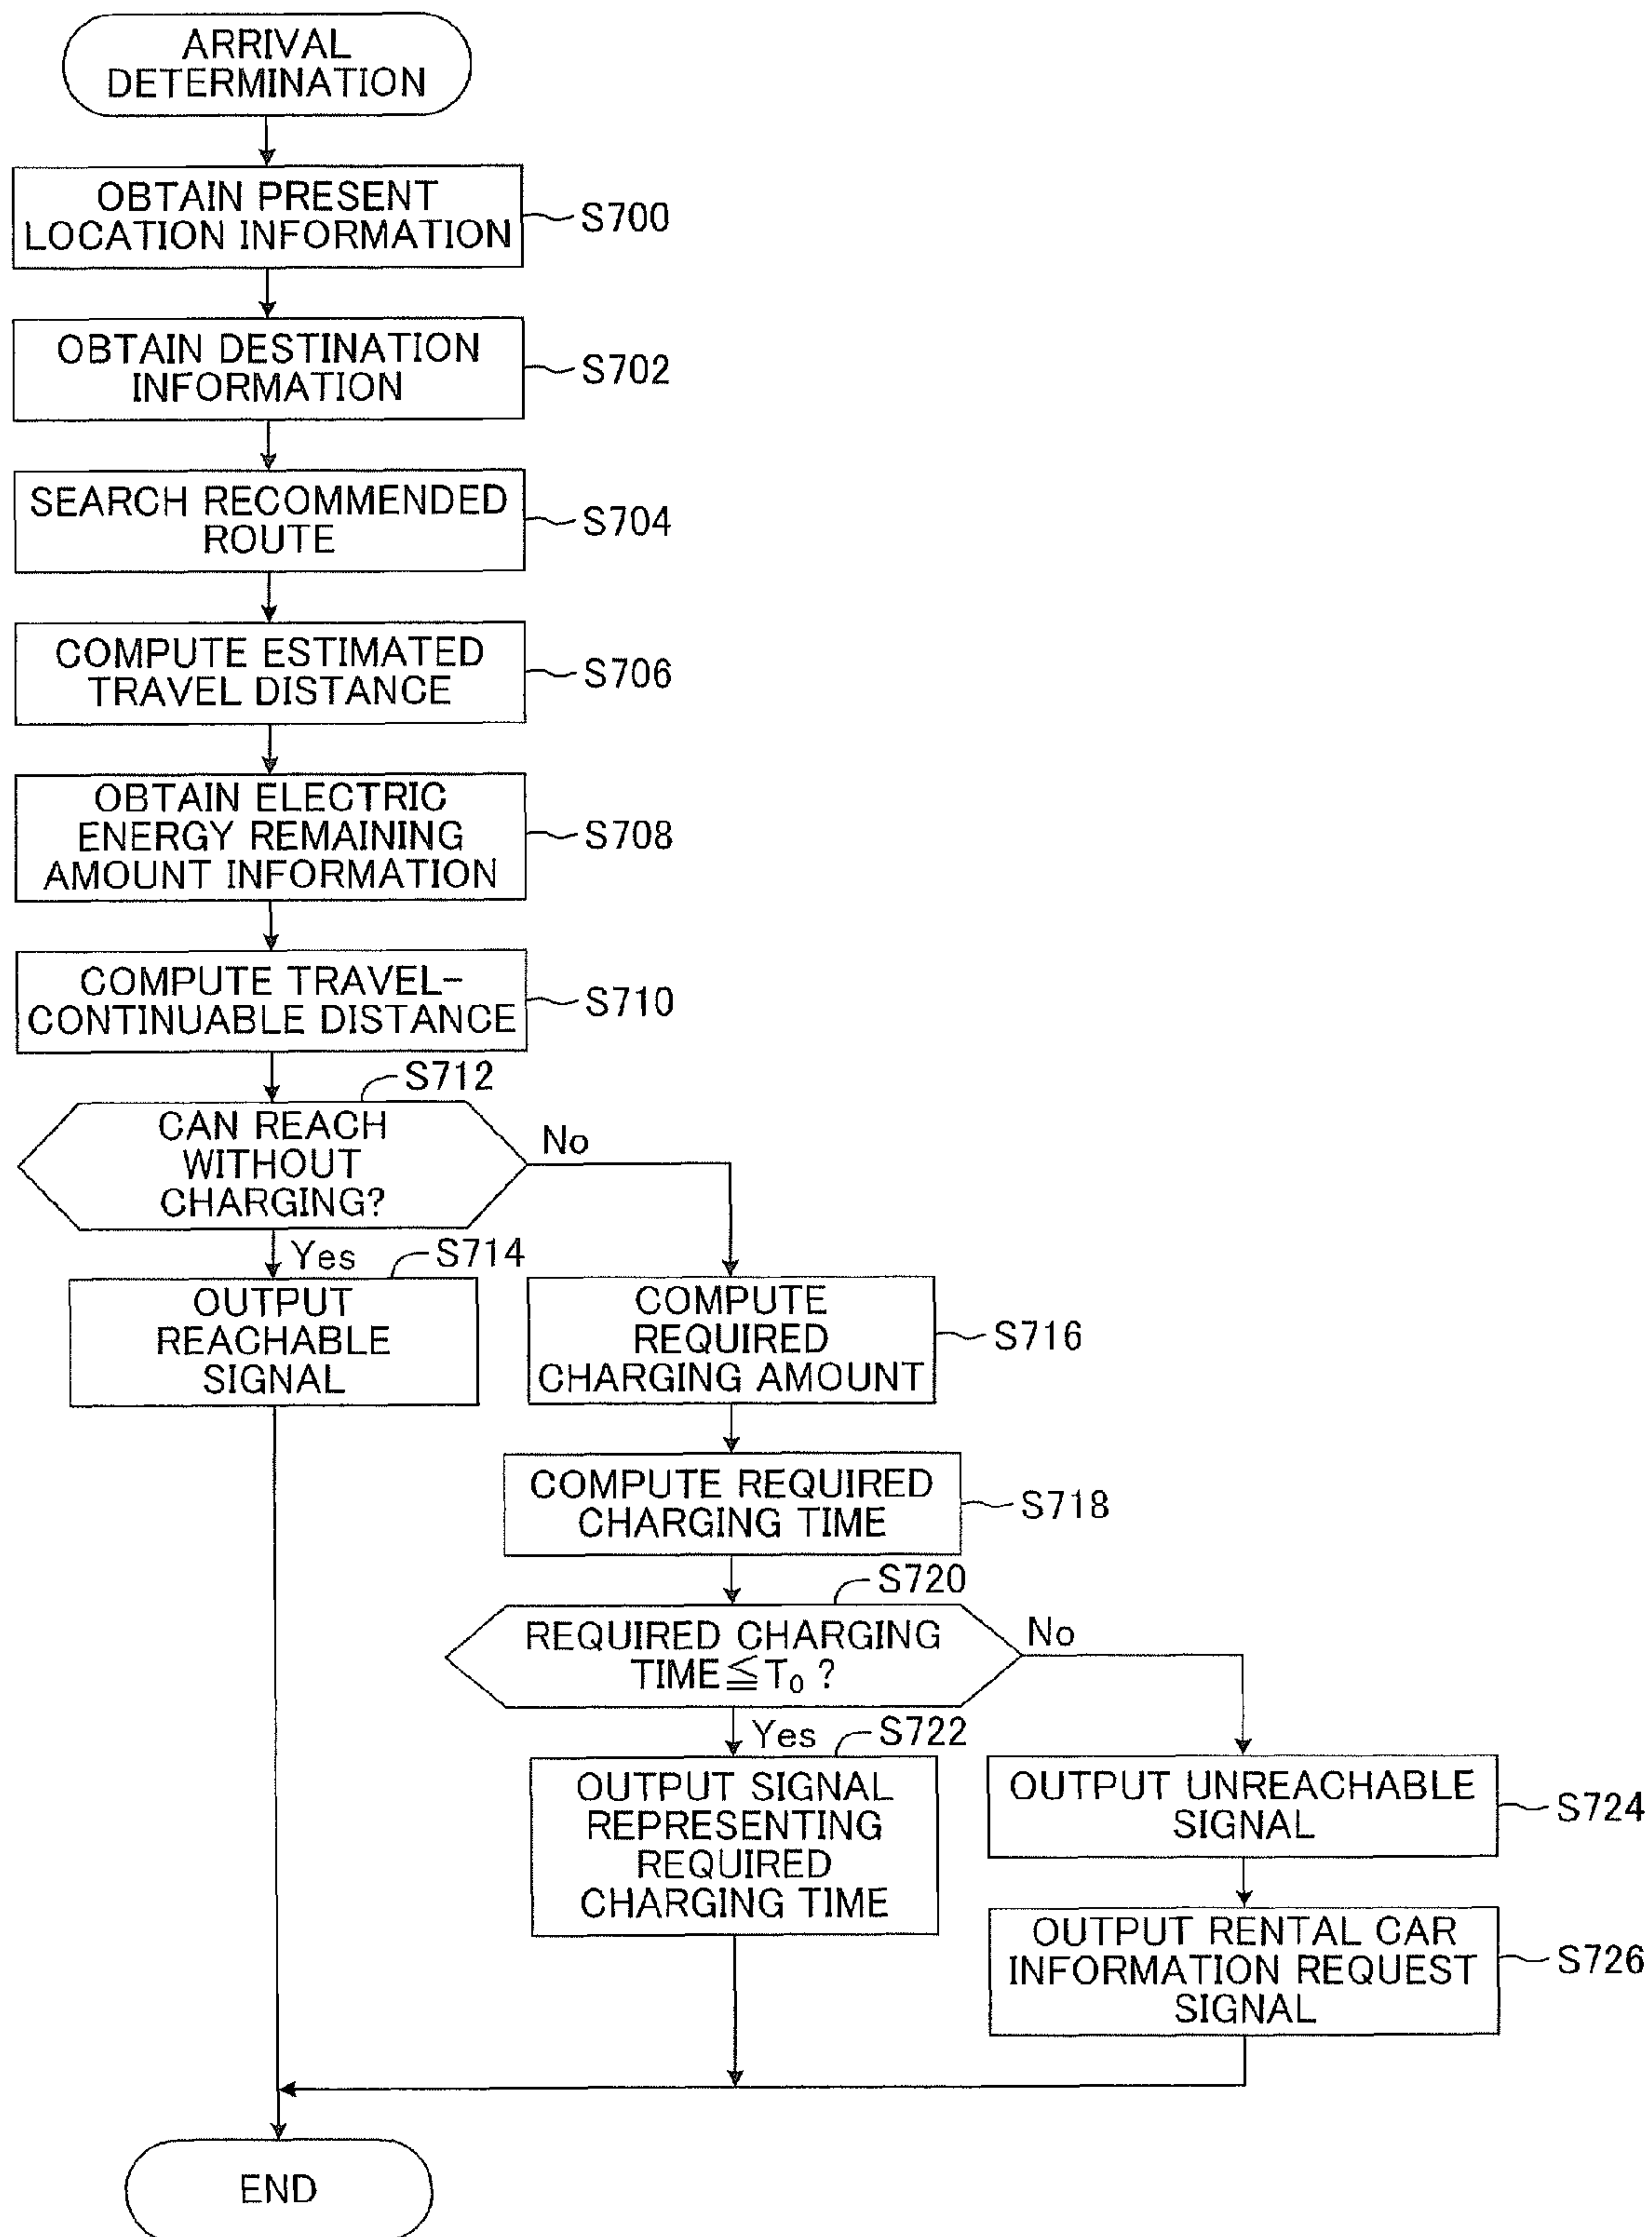 ARRIVAL
DETERMINATION
OBTAIN PRESENT
LOCATION INFORMATION
S700
OBTAIN DESTINATION
INFORMATION
S702
SEARCH RECOMMENDED
ROUTE
S704
COMPUTE ESTIMATED
TRAVEL DISTANCE
S706
OBTAIN ELECTRIC
ENERGY REMAINING
AMOUNT INFORMATION
S708
COMPUTE TRAVEL-
CONTINUABLE DISTANCE
S710
S712
CAN REACH
WITHOUT
CHARGING?
No
Yes
S714
OUTPUT
REACHABLE
SIGNAL
COMPUTE
REQUIRED
CHARGING AMOUNT
S716
COMPUTE REQUIRED
CHARGING TIME
S718
S720
REQUIRED CHARGING
TIME≦T₀ ?
No
Yes
S722
OUTPUT SIGNAL
REPRESENTING
REQUIRED
CHARGING TIME
OUTPUT UNREACHABLE
SIGNAL
S724
OUTPUT RENTAL CAR
INFORMATION REQUEST
SIGNAL
S726
END